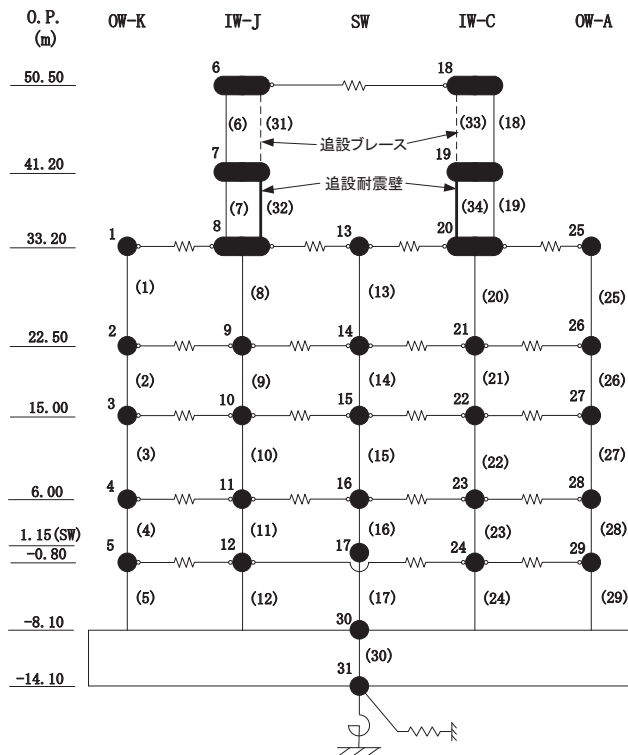 O.P. OW-K IW-J SW IW-C OW-A
(m)
50.50 6 18
(6) (31) (33) (18)
追設ブレース
41.20 7 19
追設耐震壁
(7) (32) (34) (19)
33.20 1 8 13 20 25
(1) (8) (13) (20) (25)
22.50 2 9 14 21 26
(2) (9) (14) (21) (26)
15.00 3 10 15 22 27
(3) (10) (15) (22) (27)
6.00 4 11 16 23 28
(4) (11) (16) (23) (28)
1.15(SW) 17
-0.80 5 12 24 29
(5) (12) (17) (24) (29)
-8.10 30
(30)
-14.10 31